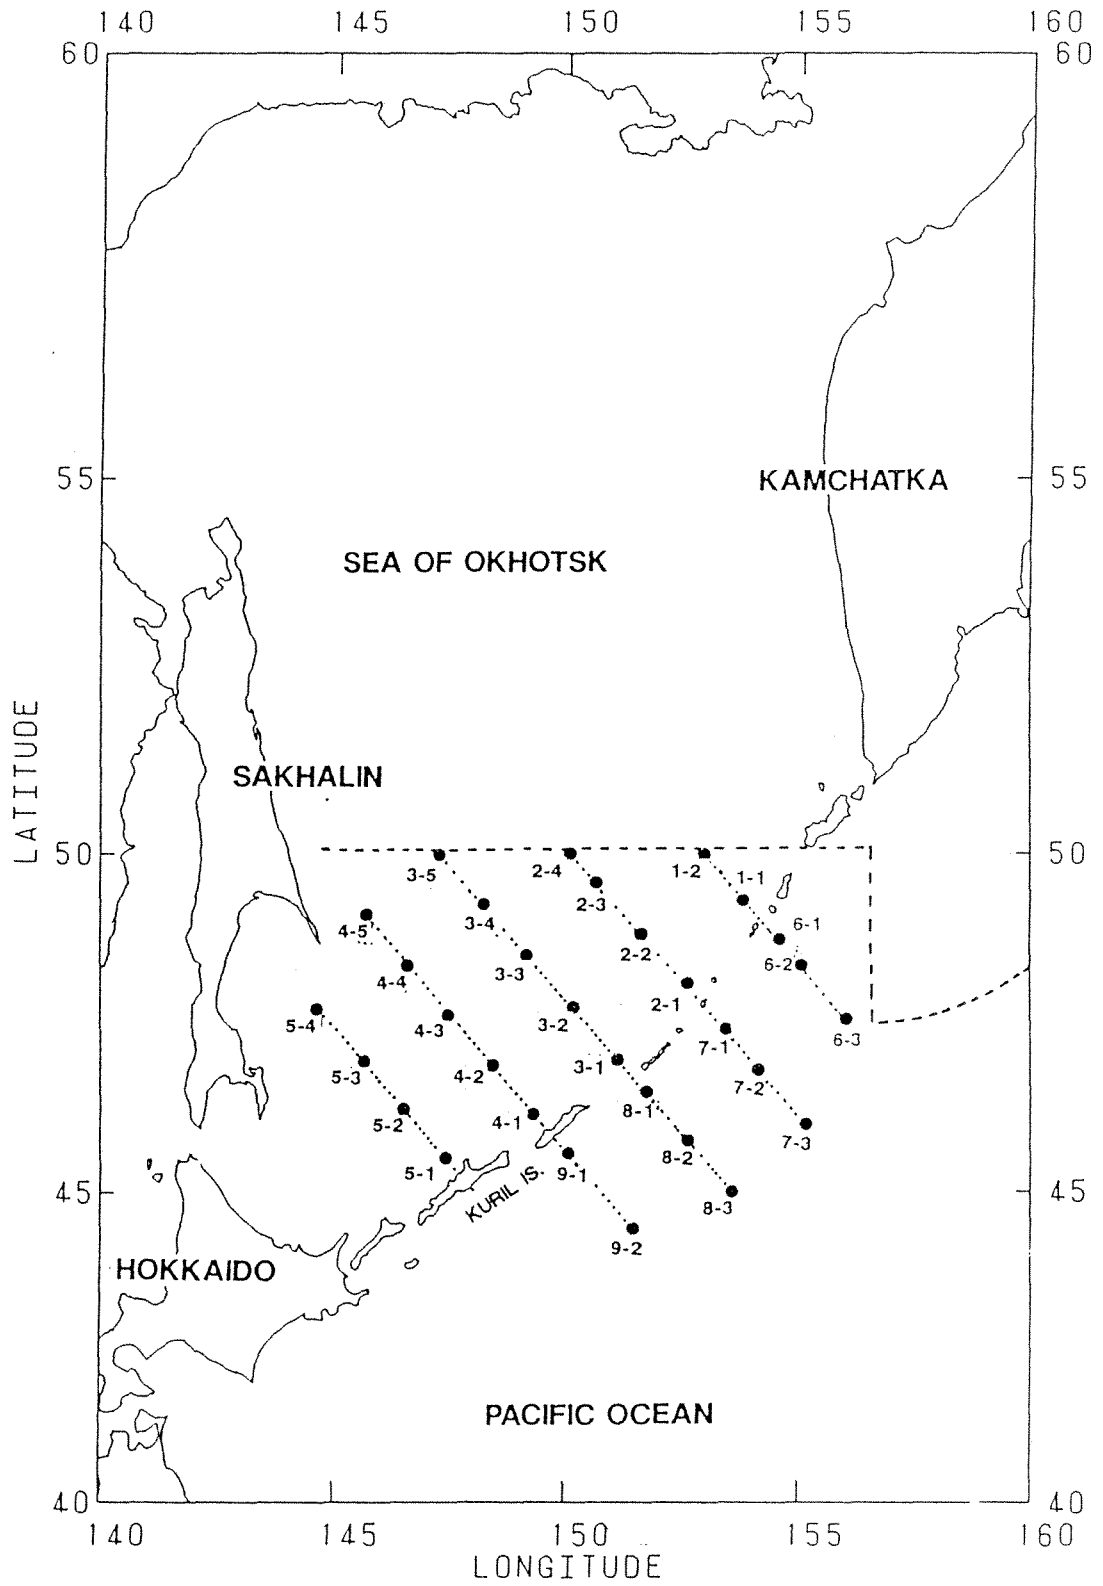 140 145 150 155 160
60 60
55 55
KAMCHATKA
SEA OF OKHOTSK
LATITUDE
SAKHALIN
50 50
3-5 2-4 1-2 1-1
3-4 2-3
4-5 6-1
2-2
3-3 6-2
4-4
2-1
5-4 4-3 3-2
7-1 6-3
5-3 4-2 3-1
7-2
8-1
5-2 4-1
7-3
8-2
5-1 9-1
45 45
KURIL IS.
8-3
9-2
HOKKAIDO
PACIFIC OCEAN
40 40
140 145 150 155 160
LONGITUDE